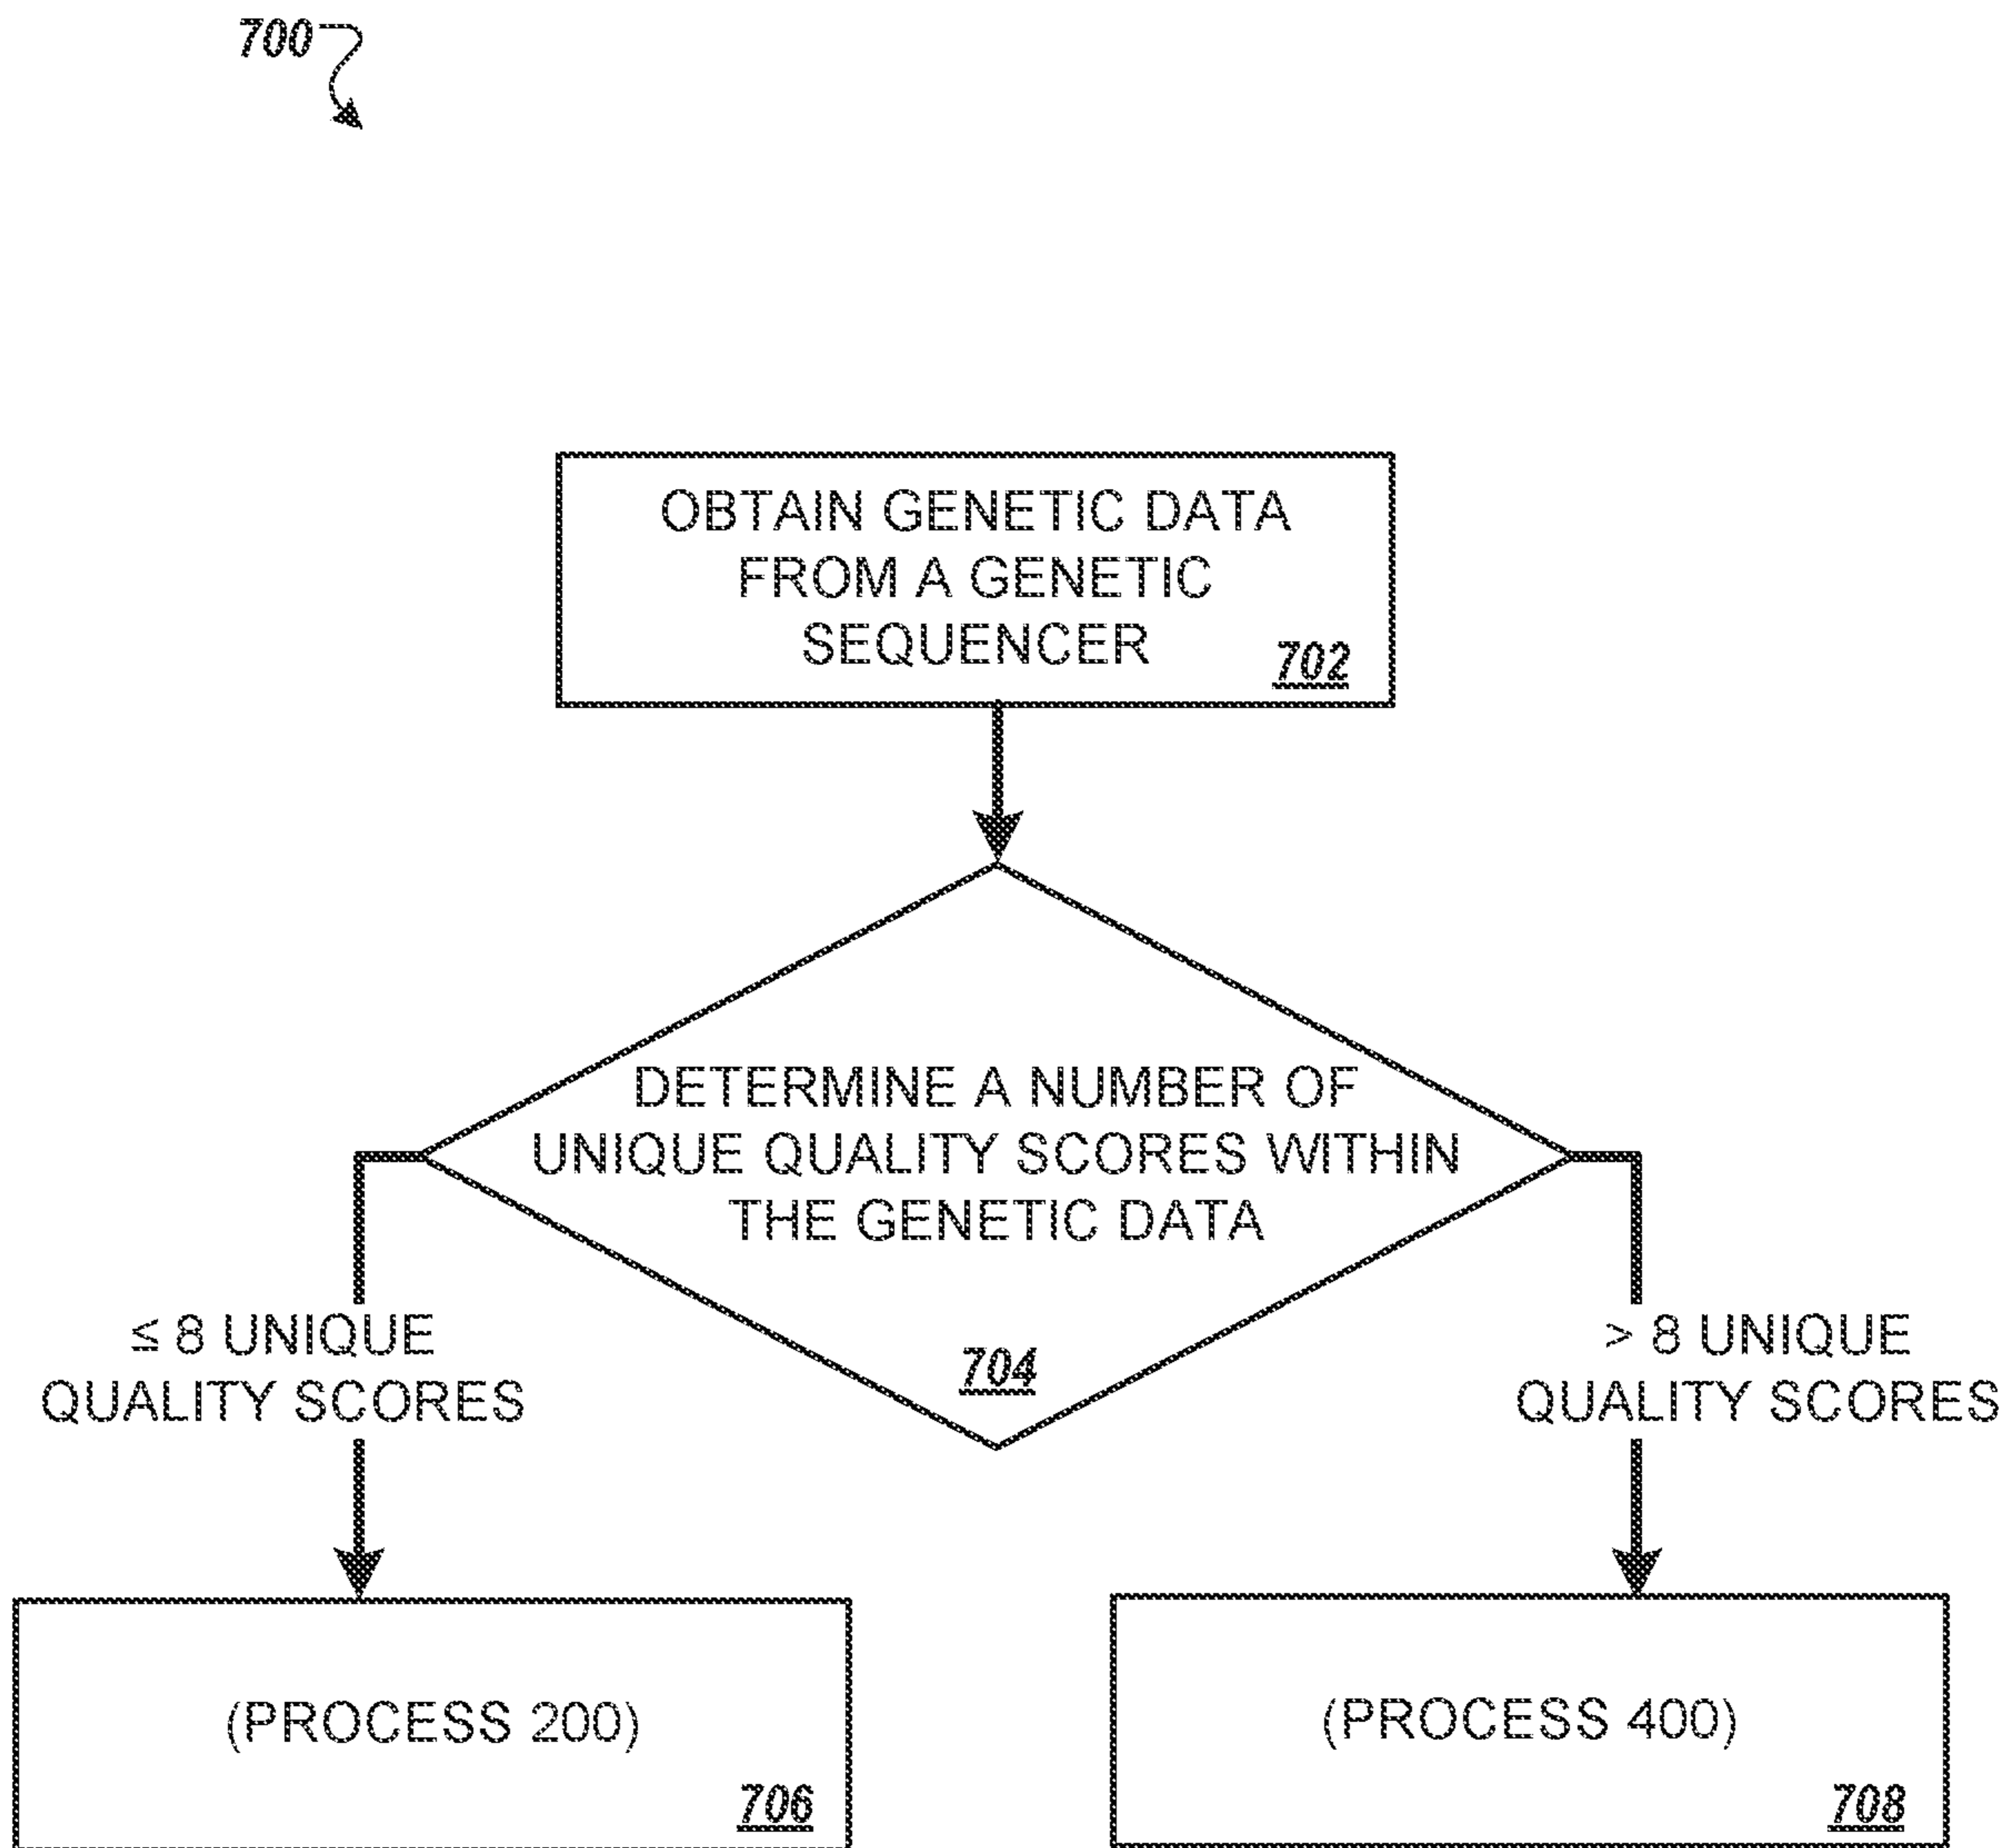 700
OBTAIN GENETIC DATA
FROM A GENETIC
SEQUENCER
702
DETERMINE A NUMBER OF
UNIQUE QUALITY SCORES WITHIN
THE GENETIC DATA
704
≤ 8 UNIQUE
QUALITY SCORES
> 8 UNIQUE
QUALITY SCORES
(PROCESS 200)
706
(PROCESS 400)
708